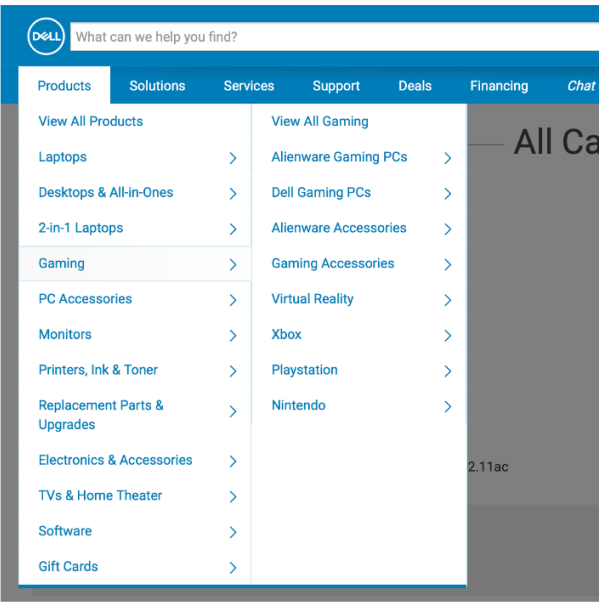 DELL
What can we help you find?
Products Solutions Services Support Deals Financing Chat
View All Products
Laptops
Desktops & All-in-Ones
2-in-1 Laptops
Gaming
PC Accessories
Monitors
Printers, Ink & Toner
Replacement Parts &
Upgrades
Electronics & Accessories
TVs & Home Theater
Software
Gift Cards
View All Gaming
Alienware Gaming PCs
Dell Gaming PCs
Alienware Accessories
Gaming Accessories
Virtual Reality
Xbox
Playstation
Nintendo
All Ca
2.11ac